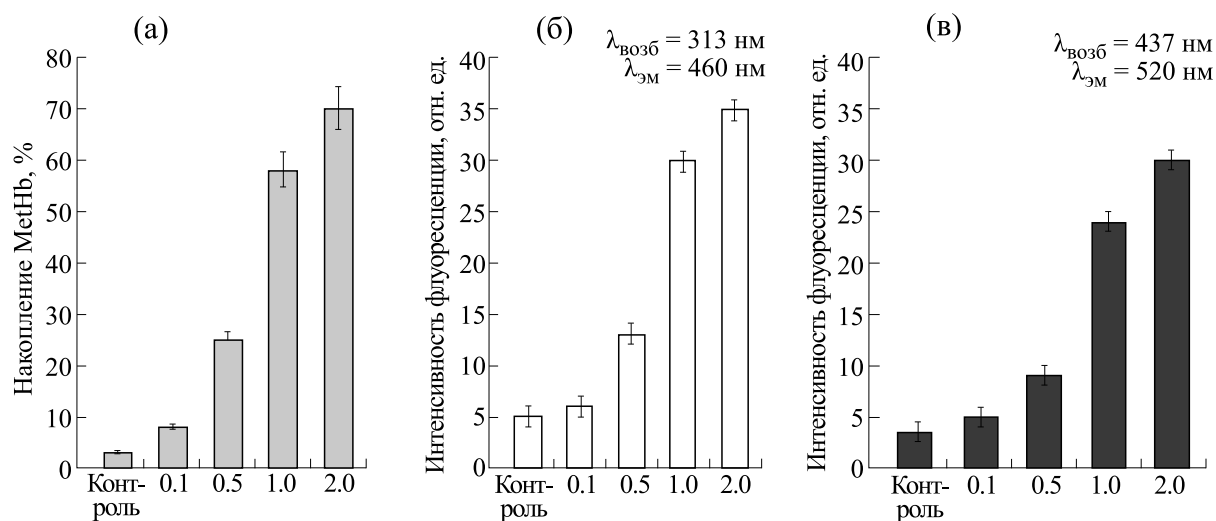 (а)
Накопление MetHb, %
80
70
60
50
40
30
20
10
0
Конт-
роль
0.1
0.5
1.0
2.0
(б)
λвозб = 313 нм
λэм = 460 нм
Интенсивность флуоресценции, отн. ед.
40
35
30
25
20
15
10
5
0
Конт-
роль
0.1
0.5
1.0
2.0
(в)
λвозб = 437 нм
λэм = 520 нм
Интенсивность флуоресценции, отн. ед.
40
35
30
25
20
15
10
5
0
Конт-
роль
0.1
0.5
1.0
2.0